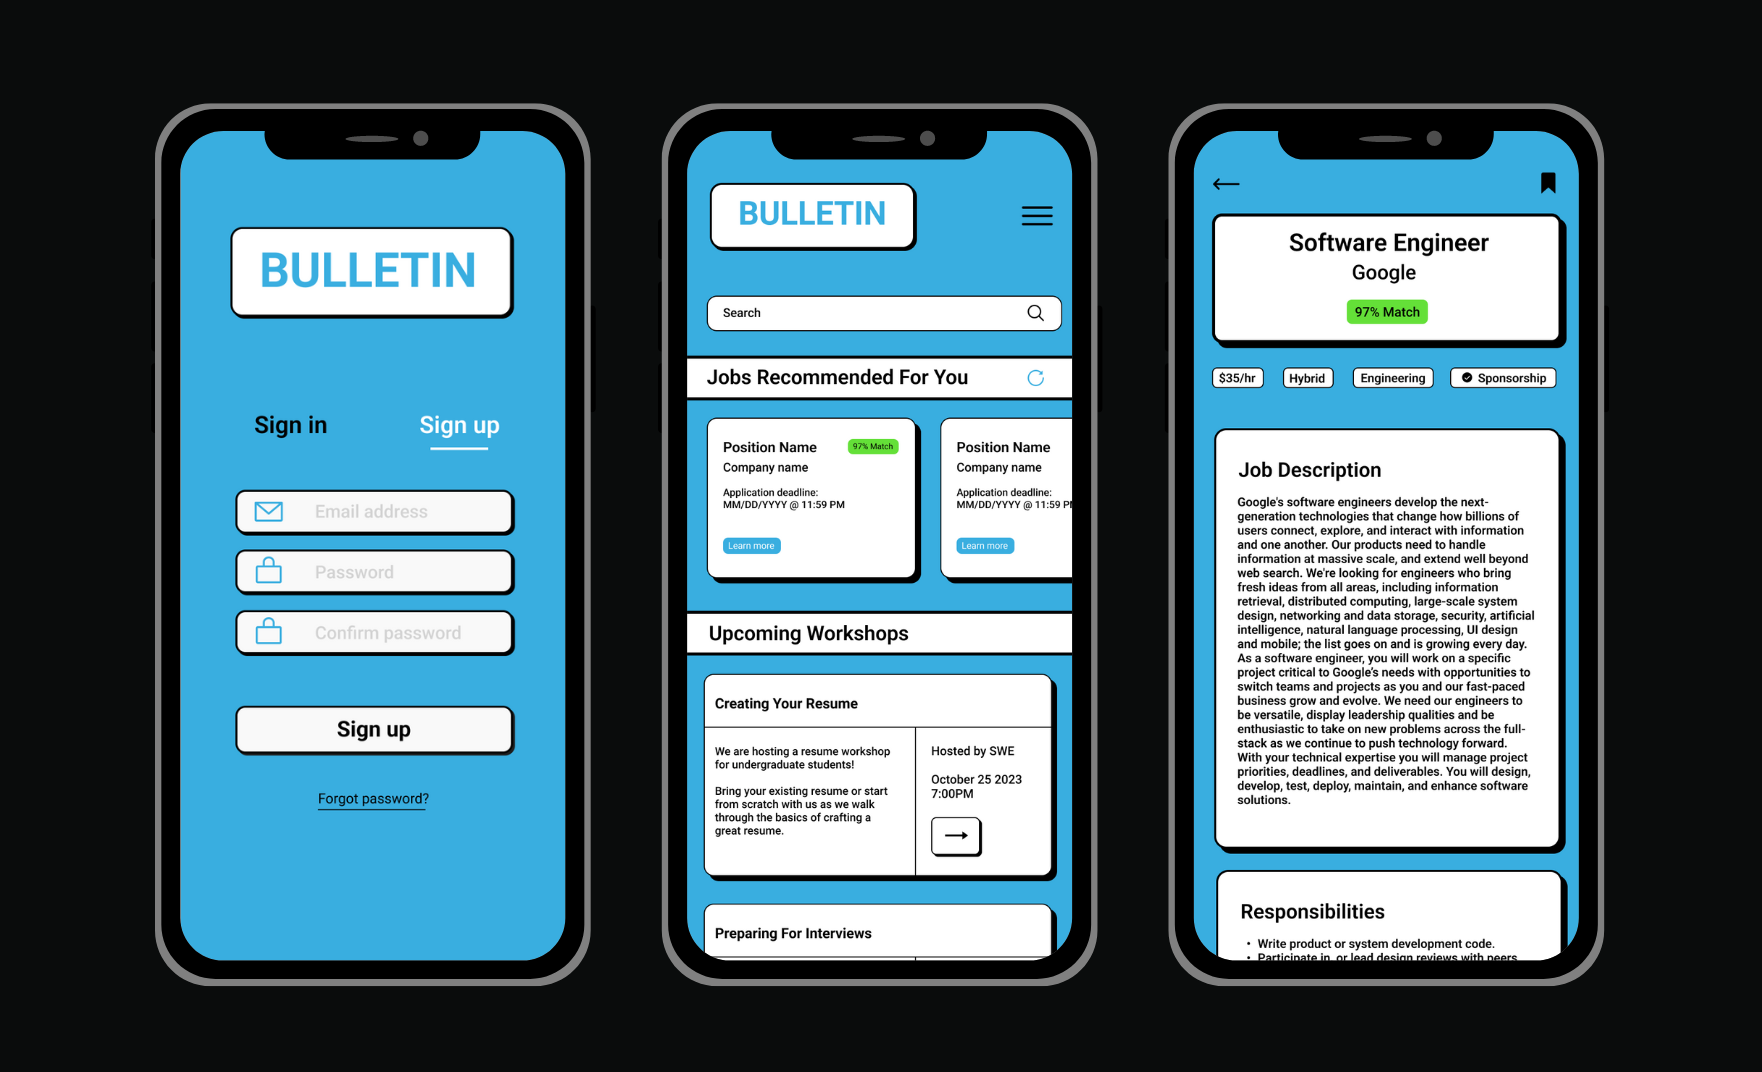 BULLETIN
Sign in
Sign up
Email address
Password
Confirm password
Sign up
Forgot password?
BULLETIN
Search
Jobs Recommended For You
Position Name
97% Match
Company name
Application deadline:
MM/DD/YYYY @ 11:59 PM
Learn more
Position Name
Company name
Application deadline:
MM/DD/YYYY @ 11:59 PM
Learn more
Upcoming Workshops
Creating Your Resume
We are hosting a resume workshop
for undergraduate students!
Bring your existing resume or start
from scratch with us as we walk
through the basics of crafting a
great resume.
Hosted by SWE
October 25 2023
7:00PM
Preparing For Interviews
Software Engineer
Google
97% Match
$35/hr
Hybrid
Engineering
Sponsorship
Job Description
Google's software engineers develop the next-
generation technologies that change how billions of
users connect, explore, and interact with information
and one another. Our products need to handle
information at massive scale, and extend well beyond
web search. We're looking for engineers who bring
fresh ideas from all areas, including information
retrieval, distributed computing, large-scale system
design, networking and data storage, security, artificial
intelligence, natural language processing, UI design
and mobile; the list goes on and is growing every day.
As a software engineer, you will work on a specific
project critical to Google's needs with opportunities to
switch teams and projects as you and our fast-paced
business grow and evolve. We need our engineers to
be versatile, display leadership qualities and be
enthusiastic to take on new problems across the full-
stack as we continue to push technology forward.
With your technical expertise you will manage project
priorities, deadlines, and deliverables. You will design,
develop, test, deploy, maintain, and enhance software
solutions.
Responsibilities
• Write product or system development code.
• Participate in, or lead design reviews with peers